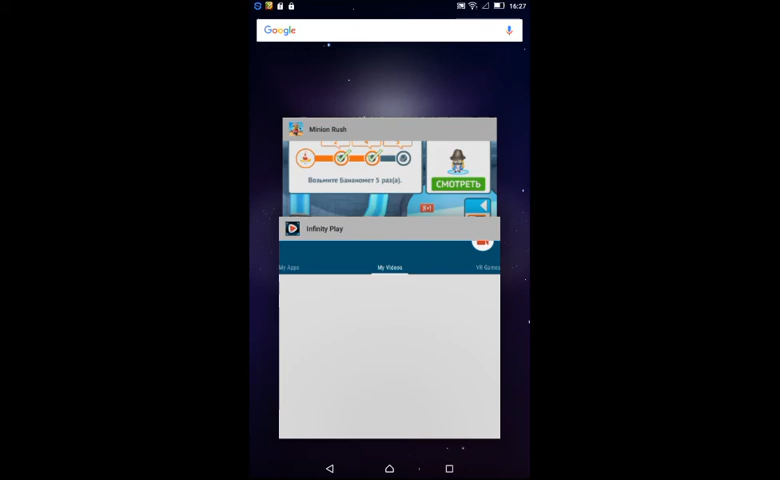 16:27
Google
Minion Rush
Возьмите Бананомет 5 раз(а).
СМОТРЕТЬ
Infinity Play
My Apps
My Videos
VR Games